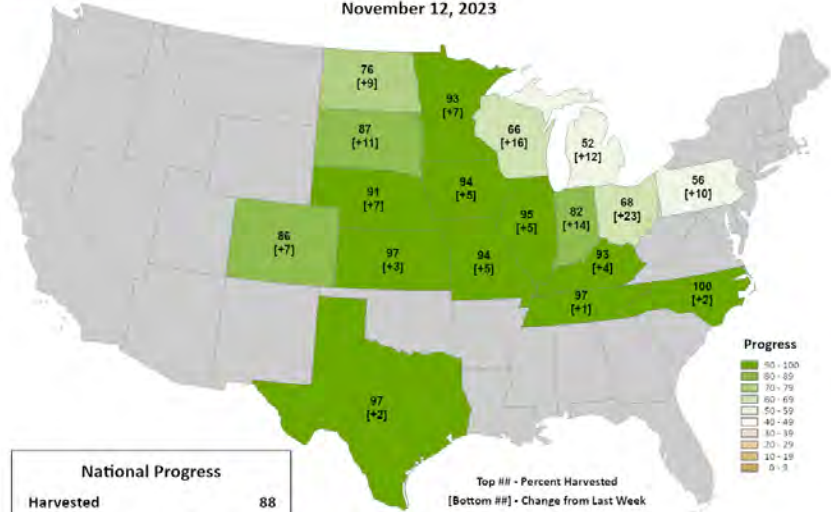 November 12, 2023
76
[+9]
93
[+7]
87
[+11]
66
[+16]
52
[+12]
91
[+7]
94
[+5]
56
[+10]
95
[+5]
82
[+14]
68
[+23]
86
[+7]
97
[+3]
94
[+5]
93
[+4]
97
[+1]
100
[+2]
97
[+2]
Progress
90 - 100
80 - 89
70 - 79
60 - 69
50 - 59
40 - 49
30 - 39
20 - 29
10 - 19
0 - 9
National Progress
Harvested 88
Top ## - Percent Harvested
[Bottom ##] - Change from Last Week